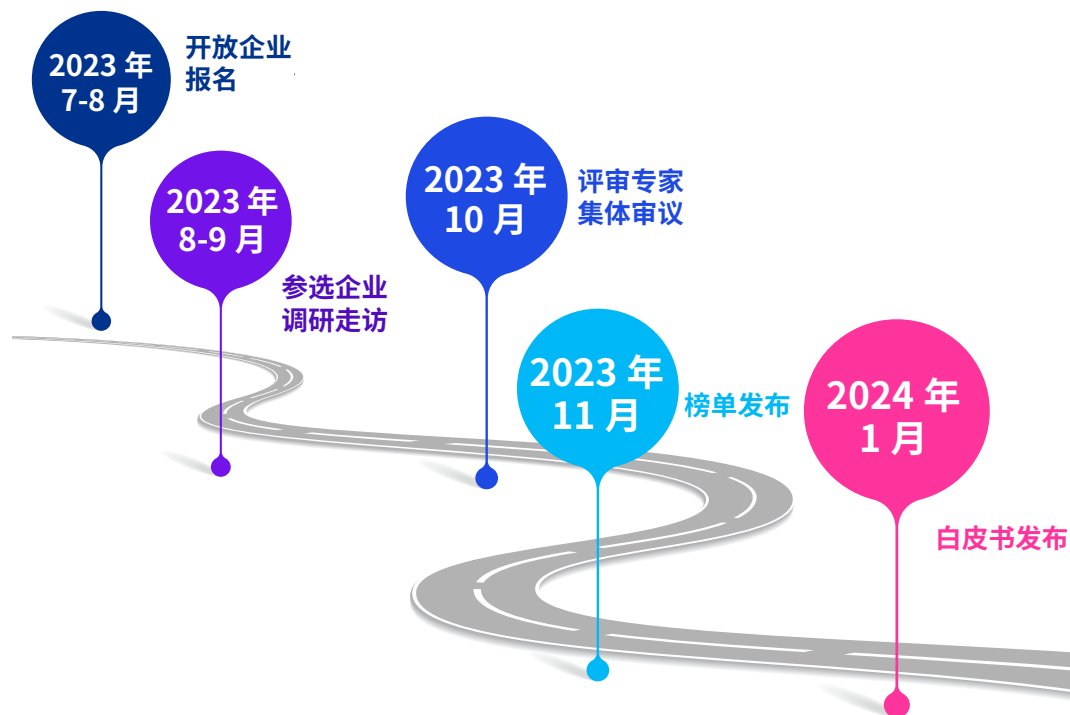 2023 年
7-8 月
开放企业
报名
2023 年
8-9 月
参选企业
调研走访
2023 年
10 月
评审专家
集体审议
2023 年
11 月
榜单发布
2024 年
1 月
白皮书发布